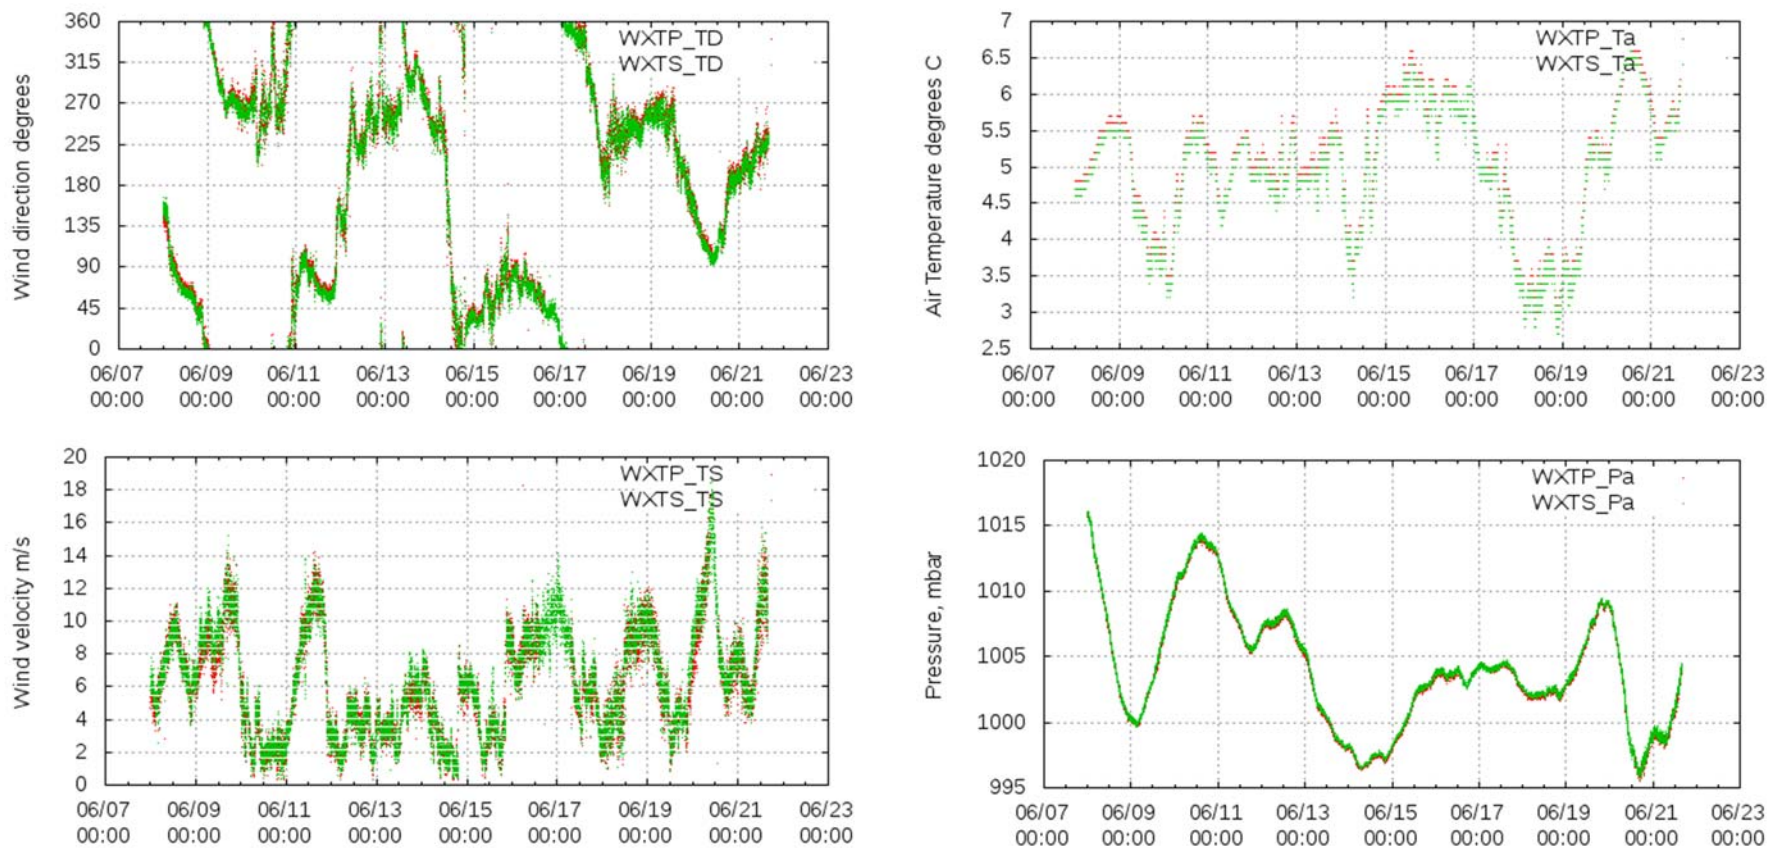 Wind direction degrees
360
315
270
225
180
135
90
45
0
WXTP_TD
WXTS_TD
06/07 06/09 06/11 06/13 06/15 06/17 06/19 06/21 06/23
00:00 00:00 00:00 00:00 00:00 00:00 00:00 00:00 00:00
Air Temperature degrees C
7
6.5
6
5.5
5
4.5
4
3.5
3
2.5
WXTP_Ta
WXTS_Ta
06/07 06/09 06/11 06/13 06/15 06/17 06/19 06/21 06/23
00:00 00:00 00:00 00:00 00:00 00:00 00:00 00:00 00:00
Wind velocity m/s
20
18
16
14
12
10
8
6
4
2
0
WXTP_TS
WXTS_TS
06/07 06/09 06/11 06/13 06/15 06/17 06/19 06/21 06/23
00:00 00:00 00:00 00:00 00:00 00:00 00:00 00:00 00:00
Pressure, mbar
1020
1015
1010
1005
1000
995
WXTP_Pa
WXTS_Pa
06/07 06/09 06/11 06/13 06/15 06/17 06/19 06/21 06/23
00:00 00:00 00:00 00:00 00:00 00:00 00:00 00:00 00:00